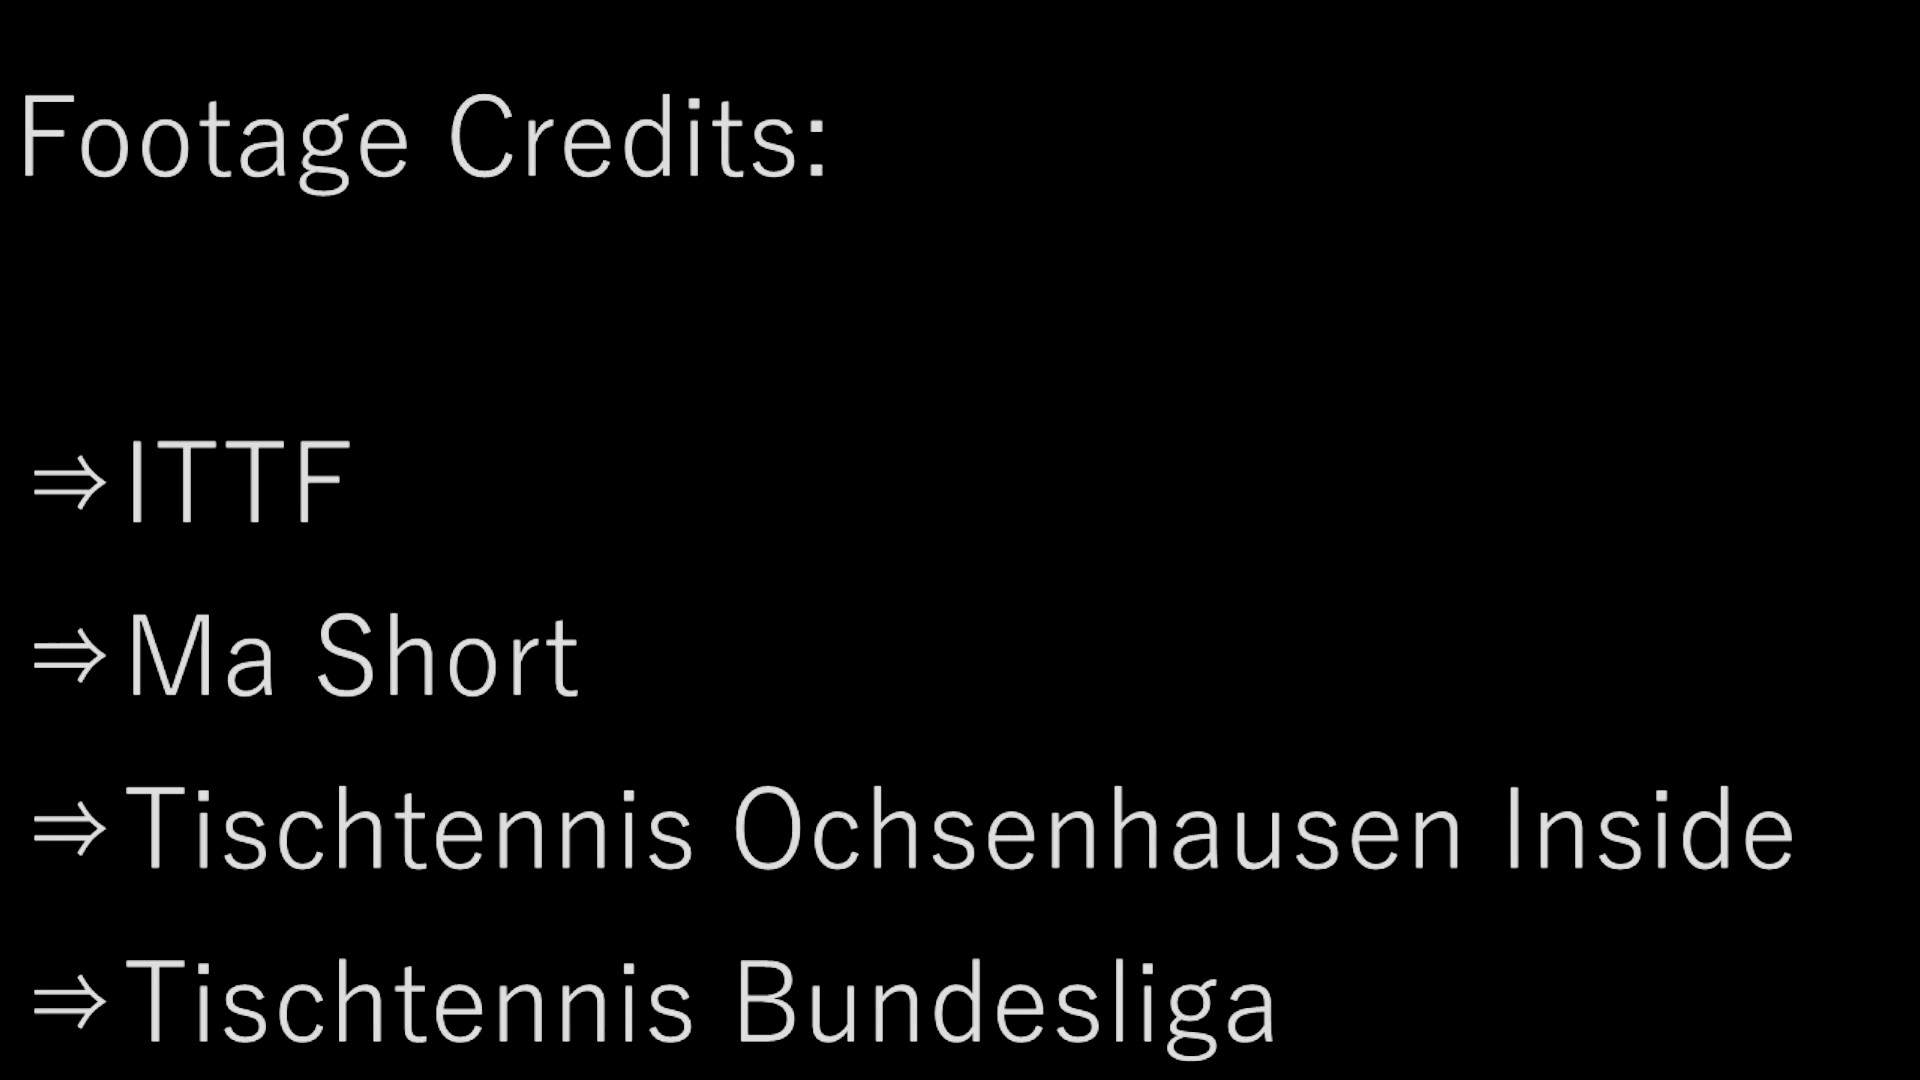 Footage Credits:
⇒ITTF
⇒Ma Short
⇒Tischtennis Ochsenhausen Inside
⇒Tischtennis Bundesliga